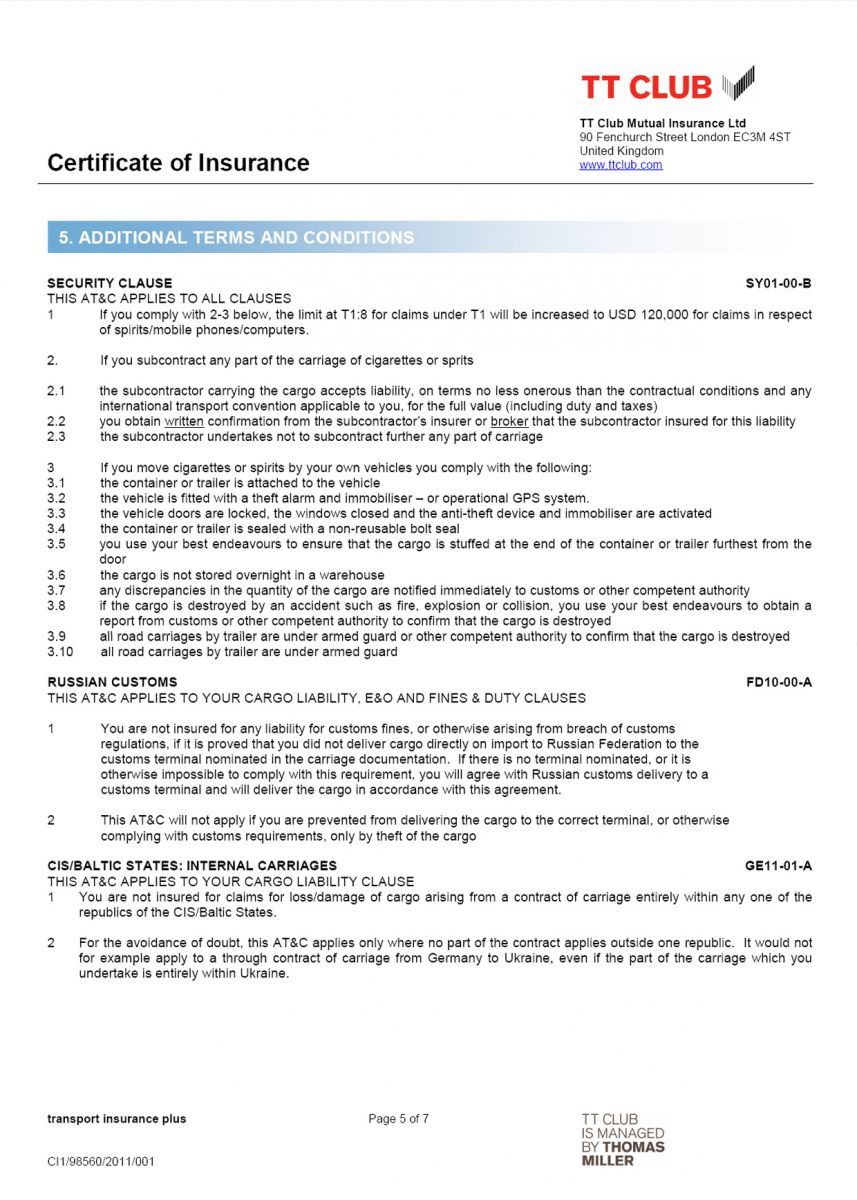 TT CLUB
TT Club Mutual Insurance Ltd
90 Fenchurch Street London EC3M 4ST
United Kingdom
www.ttclub.com
Certificate of Insurance
5. ADDITIONAL TERMS AND CONDITIONS
SECURITY CLAUSE SY01-00-B
THIS AT&C APPLIES TO ALL CLAUSES
1 If you comply with 2-3 below, the limit at T1:8 for claims under T1 will be increased to USD 120,000 for claims in respect
of spirits/mobile phones/computers.
2. If you subcontract any part of the carriage of cigarettes or sprits
2.1 the subcontractor carrying the cargo accepts liability, on terms no less onerous than the contractual conditions and any
international transport convention applicable to you, for the full value (including duty and taxes)
2.2 you obtain written confirmation from the subcontractor's insurer or broker that the subcontractor insured for this liability
2.3 the subcontractor undertakes not to subcontract further any part of carriage
3 If you move cigarettes or spirits by your own vehicles you comply with the following:
3.1 the container or trailer is attached to the vehicle
3.2 the vehicle is fitted with a theft alarm and immobiliser – or operational GPS system.
3.3 the vehicle doors are locked, the windows closed and the anti-theft device and immobiliser are activated
3.4 the container or trailer is sealed with a non-reusable bolt seal
3.5 you use your best endeavours to ensure that the cargo is stuffed at the end of the container or trailer furthest from the
door
3.6 the cargo is not stored overnight in a warehouse
3.7 any discrepancies in the quantity of the cargo are notified immediately to customs or other competent authority
3.8 if the cargo is destroyed by an accident such as fire, explosion or collision, you use your best endeavours to obtain a
report from customs or other competent authority to confirm that the cargo is destroyed
3.9 all road carriages by trailer are under armed guard or other competent authority to confirm that the cargo is destroyed
3.10 all road carriages by trailer are under armed guard
RUSSIAN CUSTOMS FD10-00-A
THIS AT&C APPLIES TO YOUR CARGO LIABILITY, E&O AND FINES & DUTY CLAUSES
1 You are not insured for any liability for customs fines, or otherwise arising from breach of customs
regulations, if it is proved that you did not deliver cargo directly on import to Russian Federation to the
customs terminal nominated in the carriage documentation. If there is no terminal nominated, or it is
otherwise impossible to comply with this requirement, you will agree with Russian customs delivery to a
customs terminal and will deliver the cargo in accordance with this agreement.
2 This AT&C will not apply if you are prevented from delivering the cargo to the correct terminal, or otherwise
complying with customs requirements, only by theft of the cargo
CIS/BALTIC STATES: INTERNAL CARRIAGES GE11-01-A
THIS AT&C APPLIES TO YOUR CARGO LIABILITY CLAUSE
1 You are not insured for claims for loss/damage of cargo arising from a contract of carriage entirely within any one of the
republics of the CIS/Baltic States.
2 For the avoidance of doubt, this AT&C applies only where no part of the contract applies outside one republic. It would not
for example apply to a through contract of carriage from Germany to Ukraine, even if the part of the carriage which you
undertake is entirely within Ukraine.
transport insurance plus Page 5 of 7
TT CLUB
IS MANAGED
BY THOMAS
MILLER
CI1/98560/2011/001